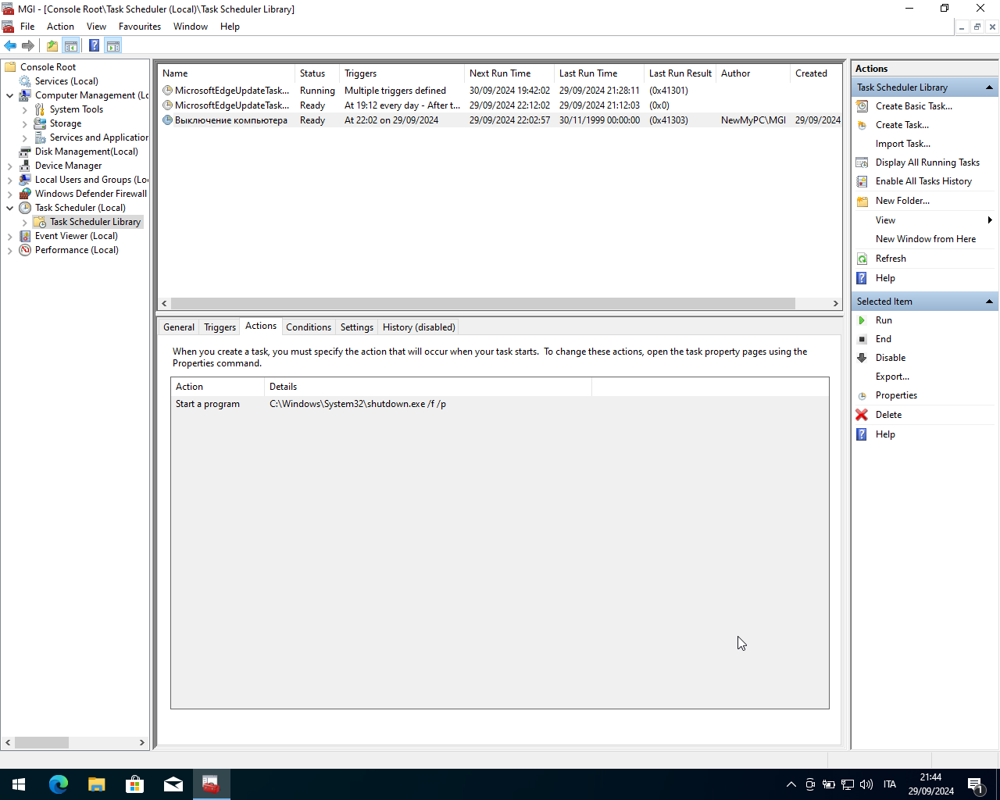 MGI - [Console Root\Task Scheduler (Local)\Task Scheduler Library]
File Action View Favourites Window Help
Console Root
Services (Local)
Computer Management (Lo
System Tools
Storage
Services and Application
Disk Management(Local)
Device Manager
Local Users and Groups (Lo
Windows Defender Firewall
Task Scheduler (Local)
Task Scheduler Library
Event Viewer (Local)
Performance (Local)
Name Status Triggers Next Run Time Last Run Time Last Run Result Author Created
MicrosoftEdgeUpdateTask... Running Multiple triggers defined 30/09/2024 19:42:02 29/09/2024 21:28:11 (0x41301)
MicrosoftEdgeUpdateTask... Ready At 19:12 every day - After t... 29/09/2024 22:12:02 29/09/2024 21:12:03 (0x0)
Выключение компьютера Ready At 22:02 on 29/09/2024 29/09/2024 22:02:57 30/11/1999 00:00:00 (0x41303) NewMyPC\MGI 29/09/2024
General Triggers Actions Conditions Settings History (disabled)
When you create a task, you must specify the action that will occur when your task starts. To change these actions, open the task property pages using the
Properties command.
Action Details
Start a program C:\Windows\System32\shutdown.exe /f /p
Actions
Task Scheduler Library
Create Basic Task...
Create Task...
Import Task...
Display All Running Tasks
Enable All Tasks History
New Folder...
View
New Window from Here
Refresh
Help
Selected Item
Run
End
Disable
Export...
Properties
Delete
Help
ITA
21:44
29/09/2024
1